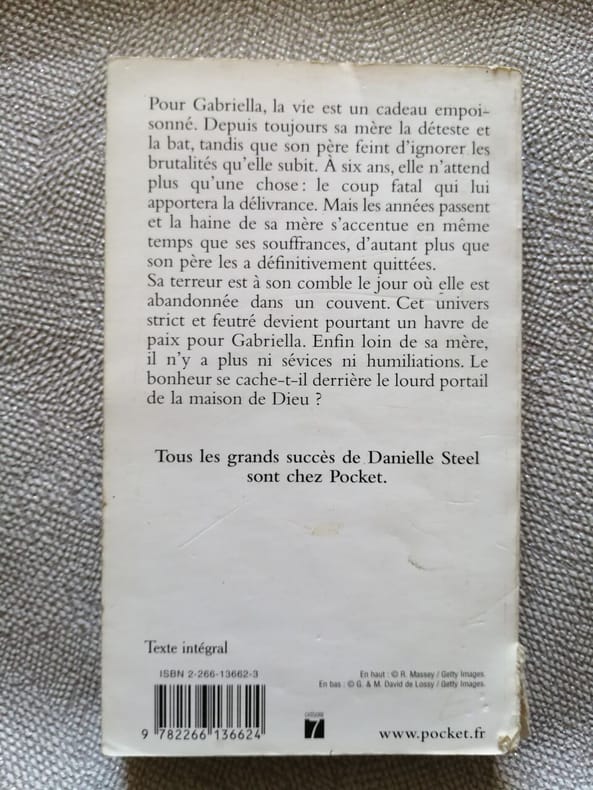 Pour Gabriella, la vie est un cadeau empoi-
sonné. Depuis toujours sa mère la déteste et
la bat, tandis que son père feint d'ignorer les
brutalités qu'elle subit. À six ans, elle n'attend
plus qu'une chose : le coup fatal qui lui
apportera la délivrance. Mais les années passent
et la haine de sa mère s'accentue en même
temps que ses souffrances, d'autant plus que
son père les a définitivement quittées.
Sa terreur est à son comble le jour où elle est
abandonnée dans un couvent. Cet univers
strict et feutré devient pourtant un havre de
paix pour Gabriella. Enfin loin de sa mère,
il n'y a plus ni sévices ni humiliations. Le
bonheur se cache-t-il derrière le lourd portail
de la maison de Dieu ?
Tous les grands succès de Danielle Steel
sont chez Pocket.
Texte intégral
ISBN 2-266-13662-3
En haut : © R. Massey / Getty Images.
En bas : © G. & M. David de Lossy / Getty Images.
9 782266 136624
CATÉGORIE
7
www.pocket.fr